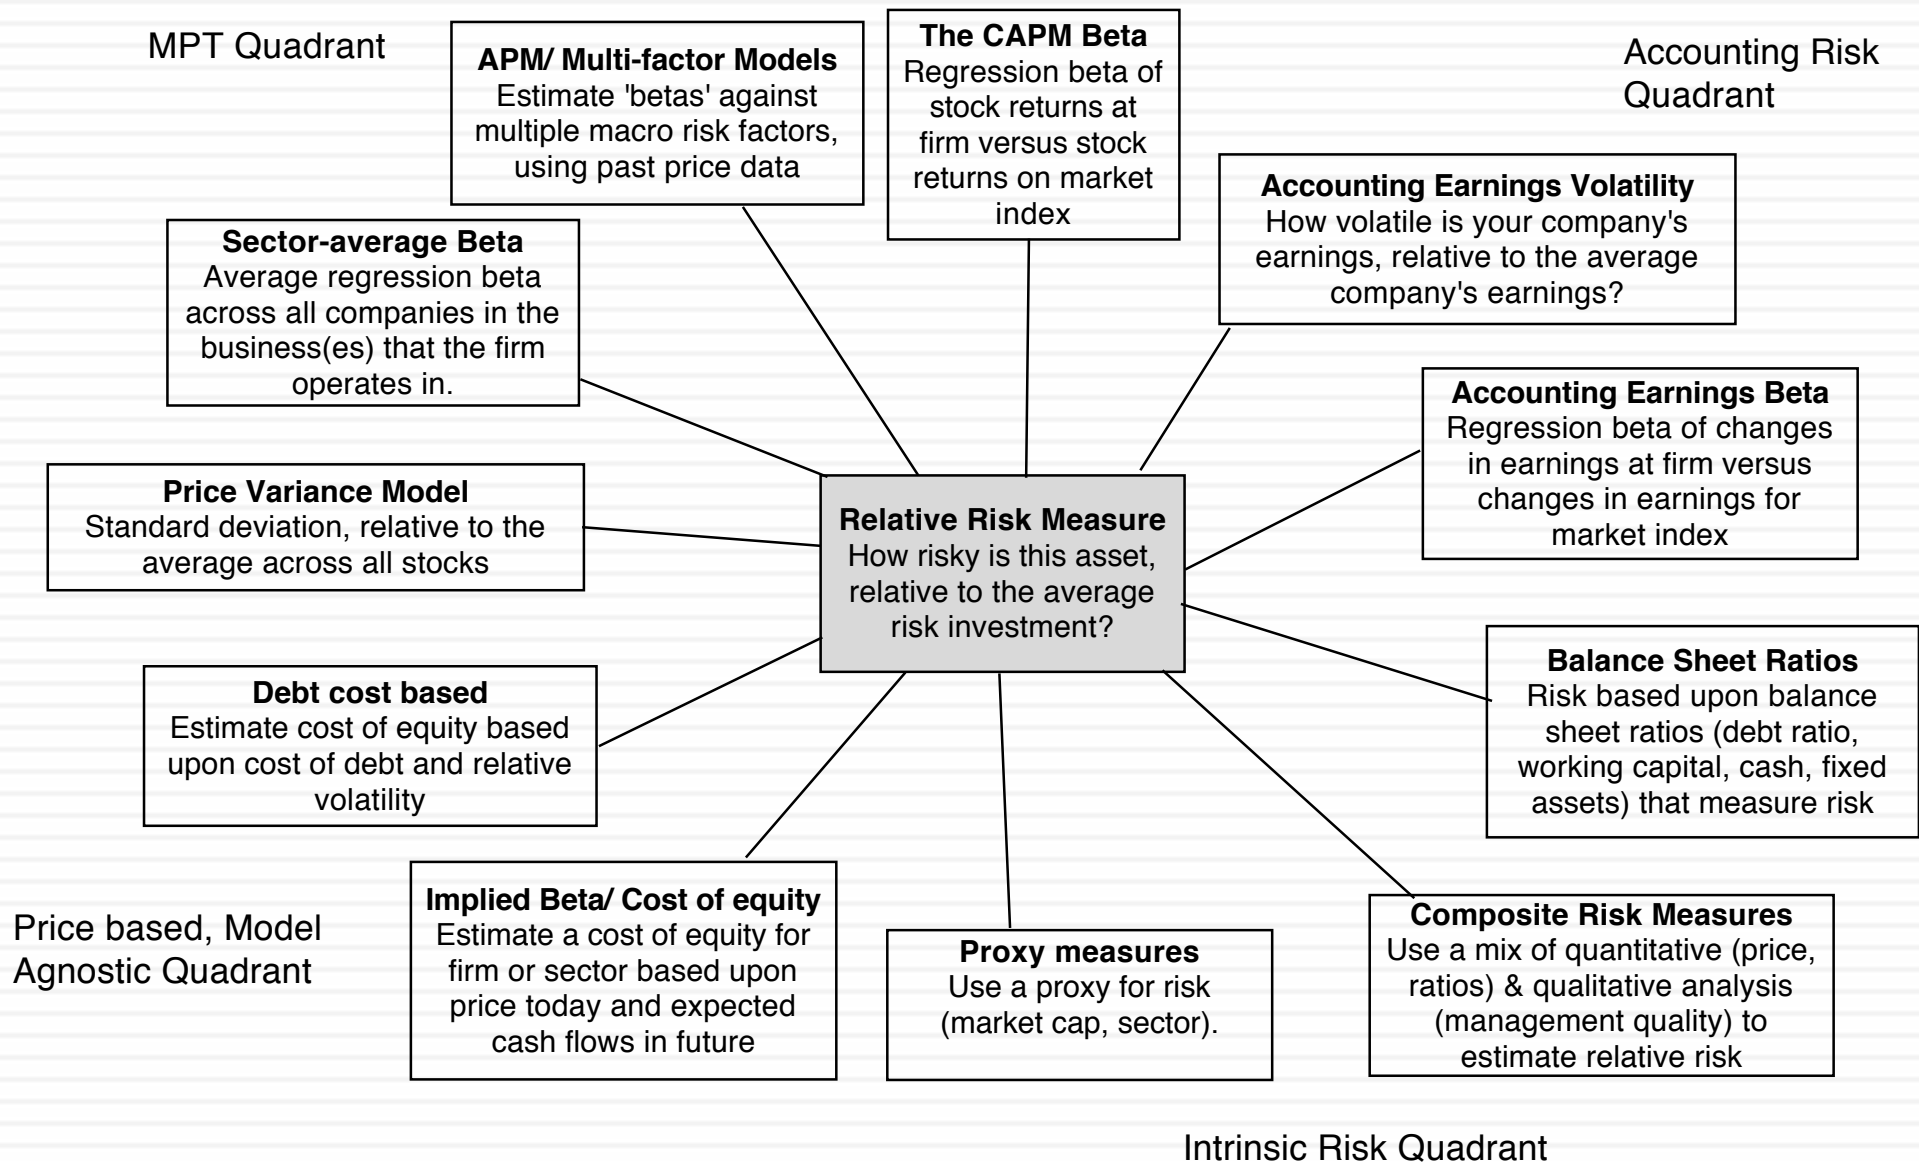 MPT Quadrant
APM/ Multi-factor Models
Estimate 'betas' against
multiple macro risk factors,
using past price data
The CAPM Beta
Regression beta of
stock returns at
firm versus stock
returns on market
index
Accounting Risk
Quadrant
Accounting Earnings Volatility
How volatile is your company's
earnings, relative to the average
company's earnings?
Sector-average Beta
Average regression beta
across all companies in the
business(es) that the firm
operates in.
Accounting Earnings Beta
Regression beta of changes
in earnings at firm versus
changes in earnings for
market index
Price Variance Model
Standard deviation, relative to the
average across all stocks
Relative Risk Measure
How risky is this asset,
relative to the average
risk investment?
Balance Sheet Ratios
Risk based upon balance
sheet ratios (debt ratio,
working capital, cash, fixed
assets) that measure risk
Debt cost based
Estimate cost of equity based
upon cost of debt and relative
volatility
Price based, Model
Agnostic Quadrant
Implied Beta/ Cost of equity
Estimate a cost of equity for
firm or sector based upon
price today and expected
cash flows in future
Proxy measures
Use a proxy for risk
(market cap, sector).
Composite Risk Measures
Use a mix of quantitative (price,
ratios) & qualitative analysis
(management quality) to
estimate relative risk
Intrinsic Risk Quadrant